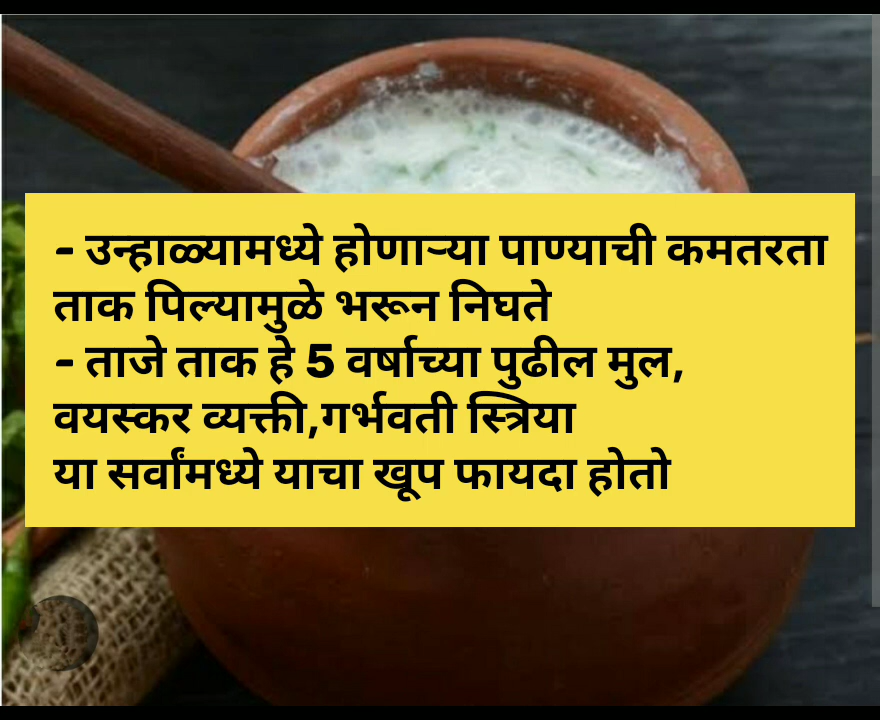 - उन्हाळ्यामध्ये होणाऱ्या पाण्याची कमतरता
ताक पिल्यामुळे भरून निघते
- ताजे ताक हे 5 वर्षाच्या पुढील मुल,
वयस्कर व्यक्ती,गर्भवती स्त्रिया
या सर्वांमध्ये याचा खूप फायदा होतो